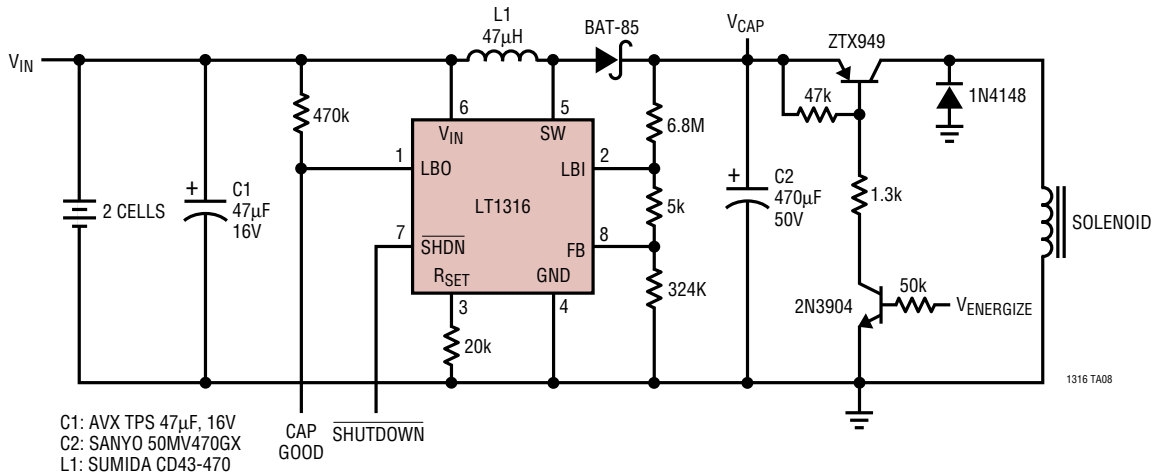 L1
47µH
BAT-85
VCAP
ZTX949
VIN
470k
6
5
6.8M
47k
1N4148
VIN
SW
1
LBO
LBI
2
2 CELLS
+
C1
47µF
16V
LT1316
5k
+
C2
470µF
50V
1.3k
SOLENOID
7
SHDN
FB
8
RSET
GND
324K
50k
2N3904
VENERGIZE
3
4
20k
1316 TA08
C1: AVX TPS 47µF, 16V
C2: SANYO 50MV470GX
L1: SUMIDA CD43-470
CAP
GOOD
SHUTDOWN